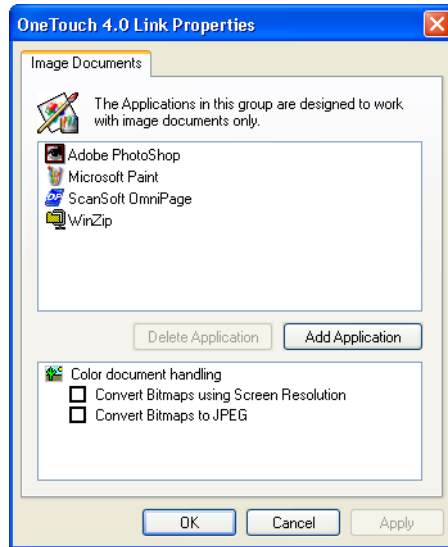 OneTouch 4.0 Link Properties
Image Documents
The Applications in this group are designed to work
with image documents only.
Adobe PhotoShop
Microsoft Paint
ScanSoft OmniPage
WinZip
Delete Application
Add Application
Color document handling
Convert Bitmaps using Screen Resolution
Convert Bitmaps to JPEG
OK
Cancel
Apply